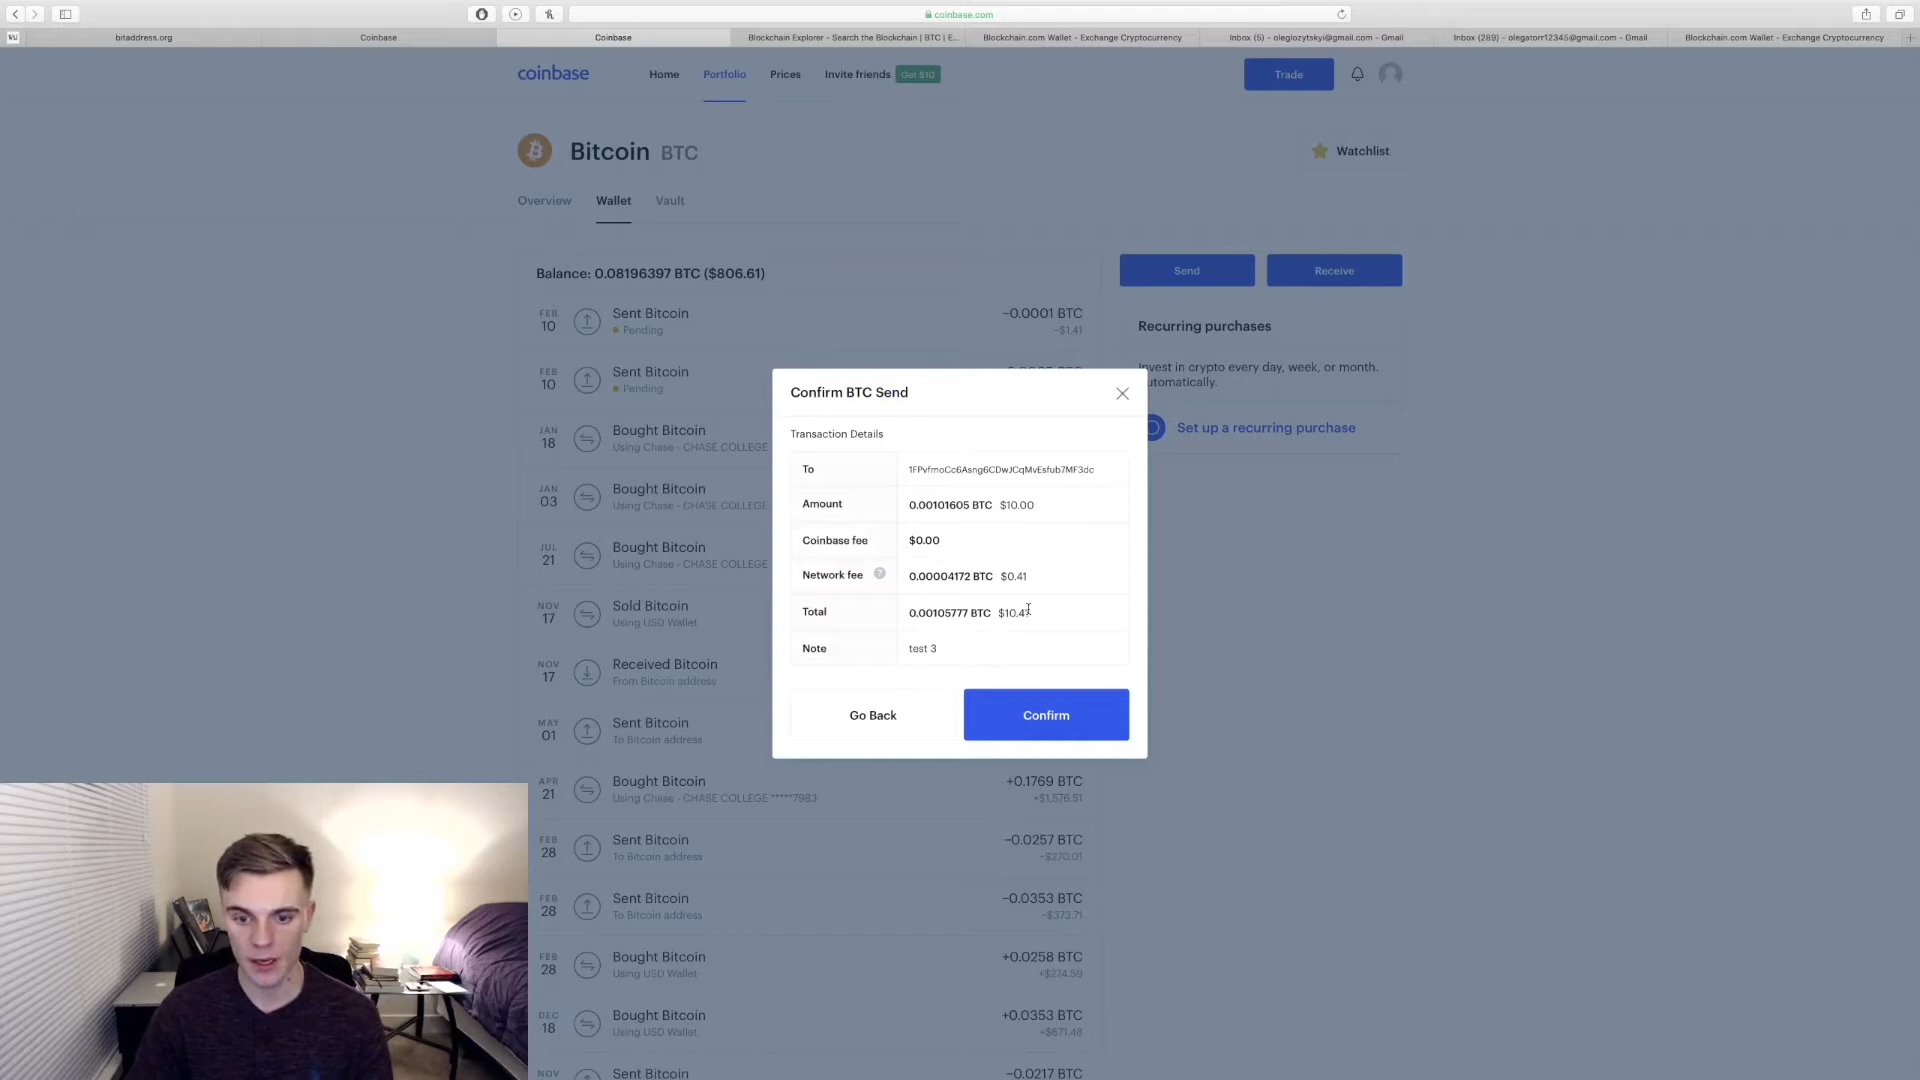 coinbase.com
bitaddress.org
Coinbase
Coinbase
Blockchain Explorer - Search the Blockchain | BTC | E...
Blockchain.com Wallet - Exchange Cryptocurrency
Inbox (5) - oleglozytskyi@gmail.com - Gmail
Inbox (289) - olegatorr12345@gmail.com - Gmail
Blockchain.com Wallet - Exchange Cryptocurrency
coinbase
Home
Portfolio
Prices
Invite friends
Get $10
Trade
Bitcoin BTC
Watchlist
Overview
Wallet
Vault
Balance: 0.08196397 BTC ($806.61)
Send
Receive
FEB 10
Sent Bitcoin
Pending
−0.0001 BTC
−$1.41
FEB 10
Sent Bitcoin
Pending
Recurring purchases
Invest in crypto every day, week, or month.
JAN 18
Bought Bitcoin
Using Chase - CHASE COLLEGE
Set up a recurring purchase
JAN 03
Bought Bitcoin
Using Chase - CHASE COLLEGE
JUL 21
Bought Bitcoin
Using Chase - CHASE COLLEGE
NOV 17
Sold Bitcoin
Using USD Wallet
NOV 17
Received Bitcoin
From Bitcoin address
MAY 01
Sent Bitcoin
To Bitcoin address
Confirm BTC Send
Transaction Details
To
1FPvfmoCc6Asng6CDwJCqMvEsfub7MF3dc
Amount
0.00101605 BTC $10.00
Coinbase fee
$0.00
Network fee
0.00004172 BTC $0.41
Total
0.00105777 BTC
Note
test 3
Go Back
Confirm
APR 21
Bought Bitcoin
Using Chase - CHASE COLLEGE *****7983
+0.1769 BTC
+$1,576.51
FEB 28
Sent Bitcoin
To Bitcoin address
−0.0257 BTC
−$270.01
FEB 28
Sent Bitcoin
To Bitcoin address
−0.0353 BTC
−$373.71
FEB 28
Bought Bitcoin
Using USD Wallet
+0.0258 BTC
+$274.59
DEC 18
Bought Bitcoin
Using USD Wallet
+0.0353 BTC
+$671.48
NOV
Sent Bitcoin
−0.0217 BTC